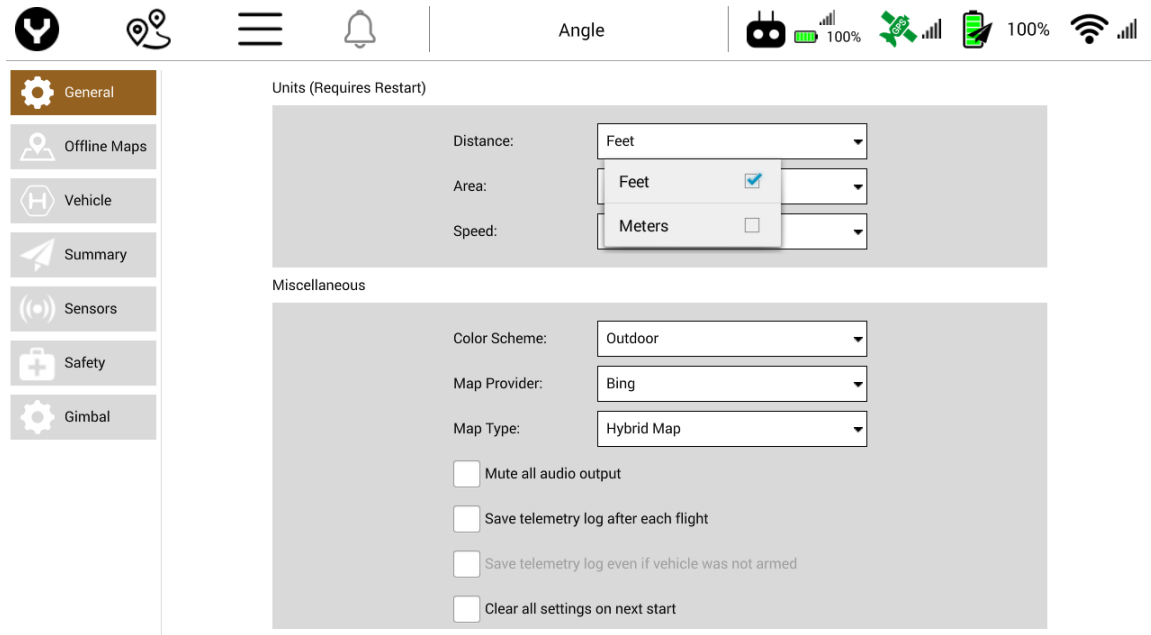 Angle
100%
GPS
100%
General
Offline Maps
Vehicle
Summary
Sensors
Safety
Gimbal
Units (Requires Restart)
Distance:
Feet
Feet
Meters
Area:
Speed:
Miscellaneous
Color Scheme:
Outdoor
Map Provider:
Bing
Map Type:
Hybrid Map
Mute all audio output
Save telemetry log after each flight
Save telemetry log even if vehicle was not armed
Clear all settings on next start